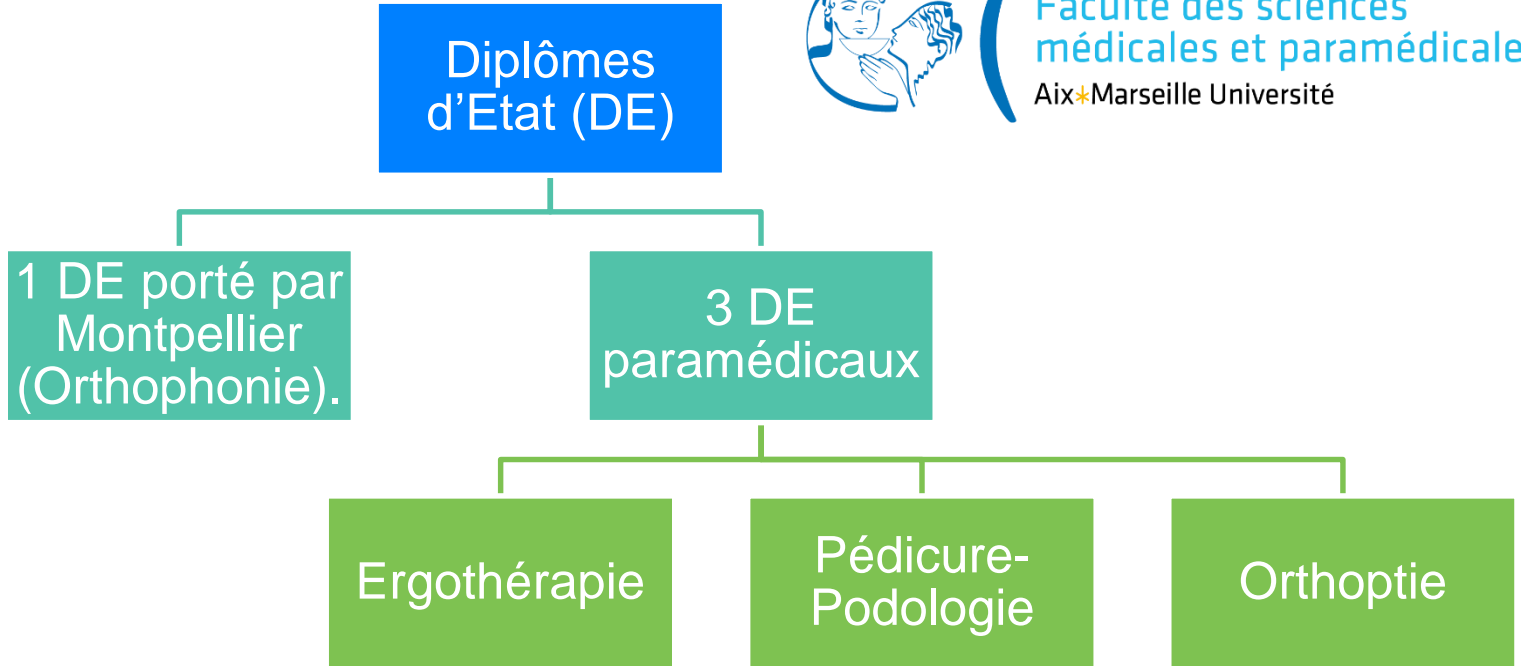 Faculté des sciences
médicales et paramédicale
Aix*Marseille Université
Diplômes
d’Etat (DE)
1 DE porté par
Montpellier
(Orthophonie).
3 DE
paramédicaux
Ergothérapie
Pédicure-
Podologie
Orthoptie